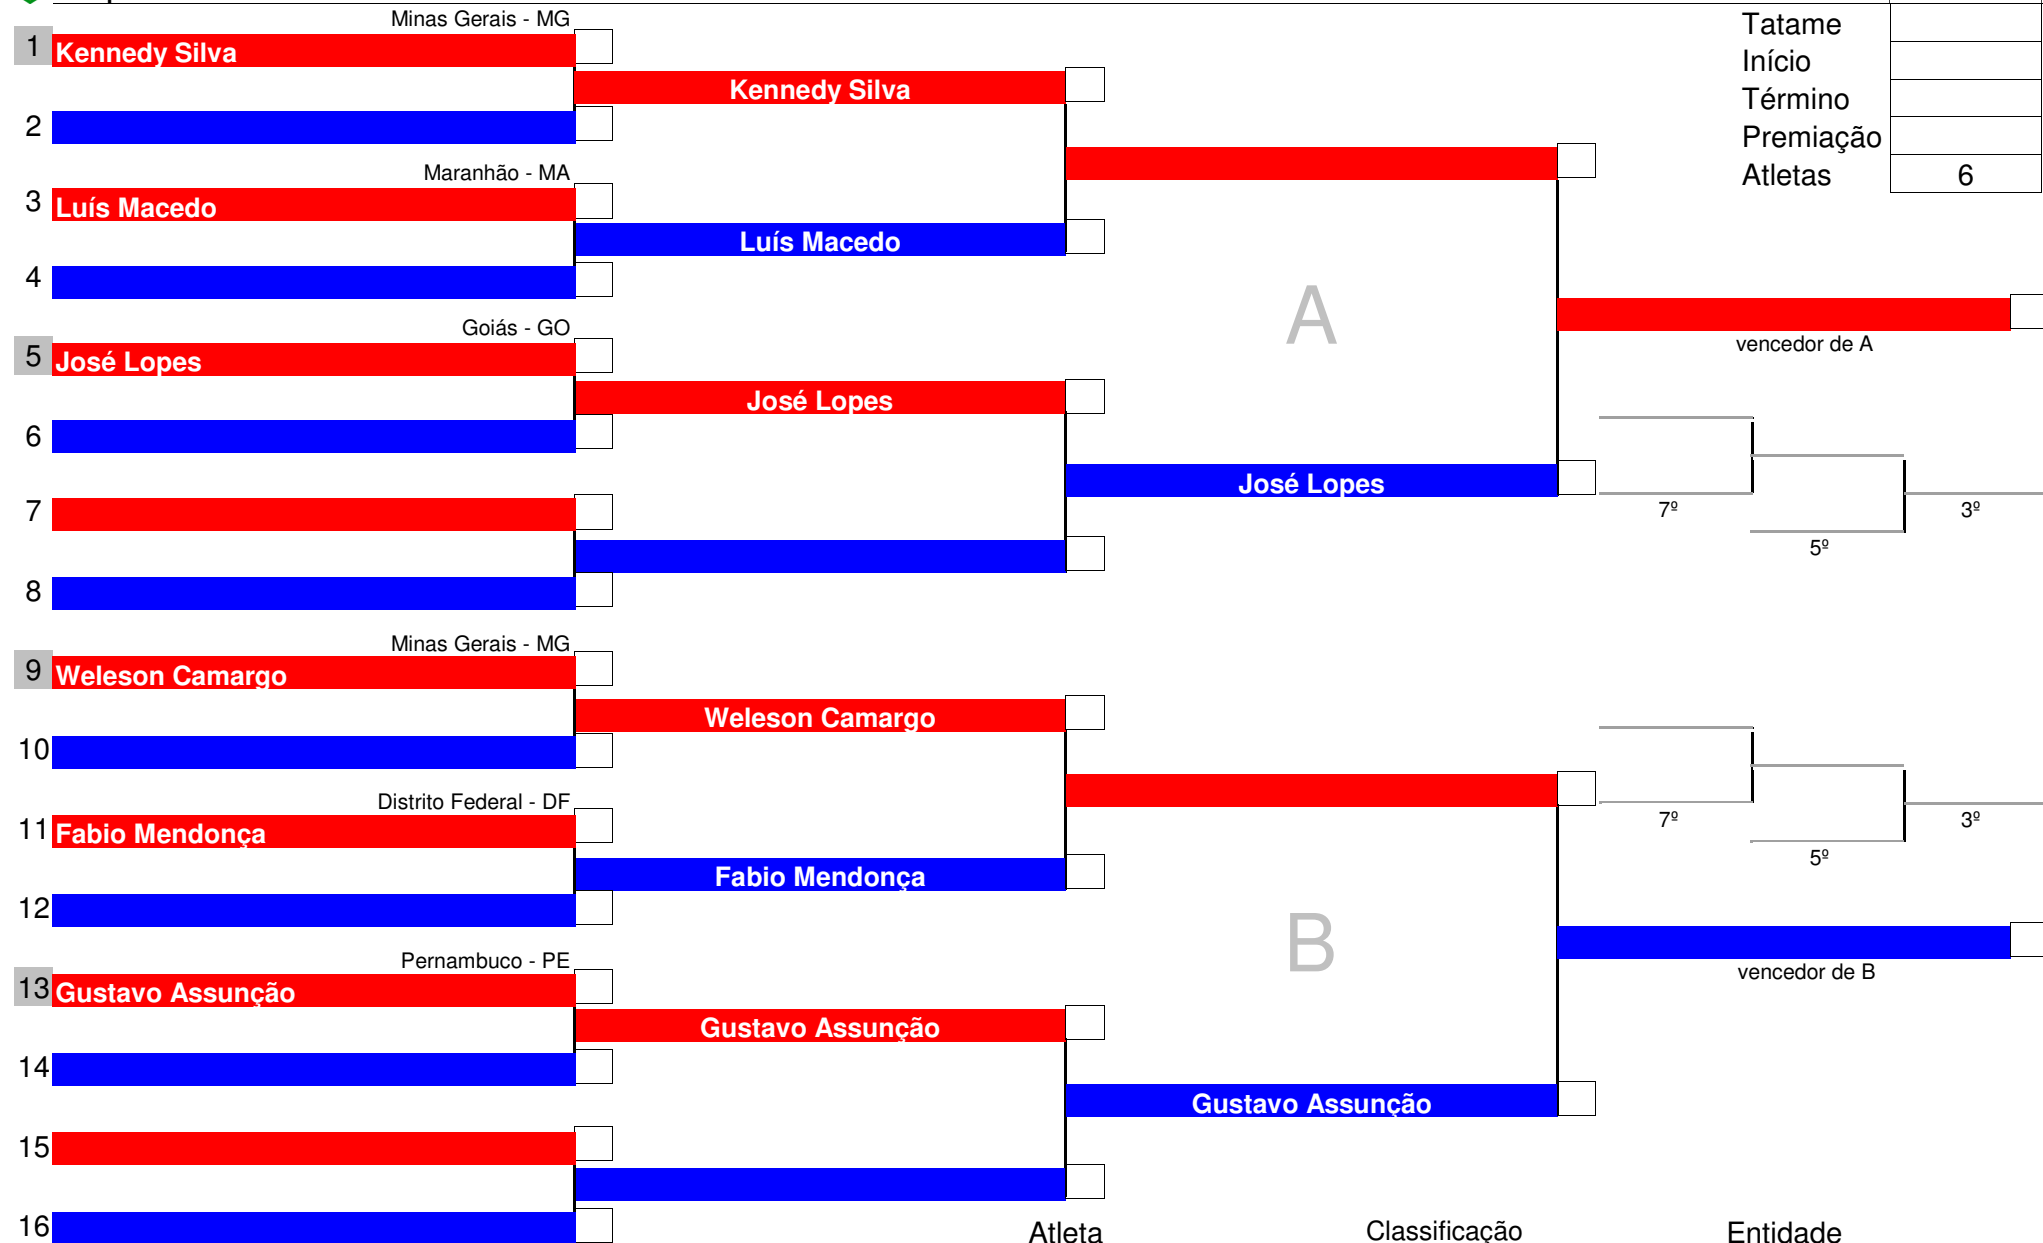 Minas Gerais - MG
1 Kennedy Silva
Kennedy Silva
2
Maranhão - MA
3 Luís Macedo
Luís Macedo
4
Goiás - GO
5 José Lopes
José Lopes
6
José Lopes
7
8
Minas Gerais - MG
9 Weleson Camargo
Weleson Camargo
10
Distrito Federal - DF
11 Fabio Mendonça
Fabio Mendonça
12
Pernambuco - PE
13 Gustavo Assunção
Gustavo Assunção
14
Gustavo Assunção
15
16
A
B
Tatame
Início
Término
Premiação
Atletas 6
vencedor de A
7º
3º
5º
7º
3º
5º
vencedor de B
Atleta Classificação Entidade